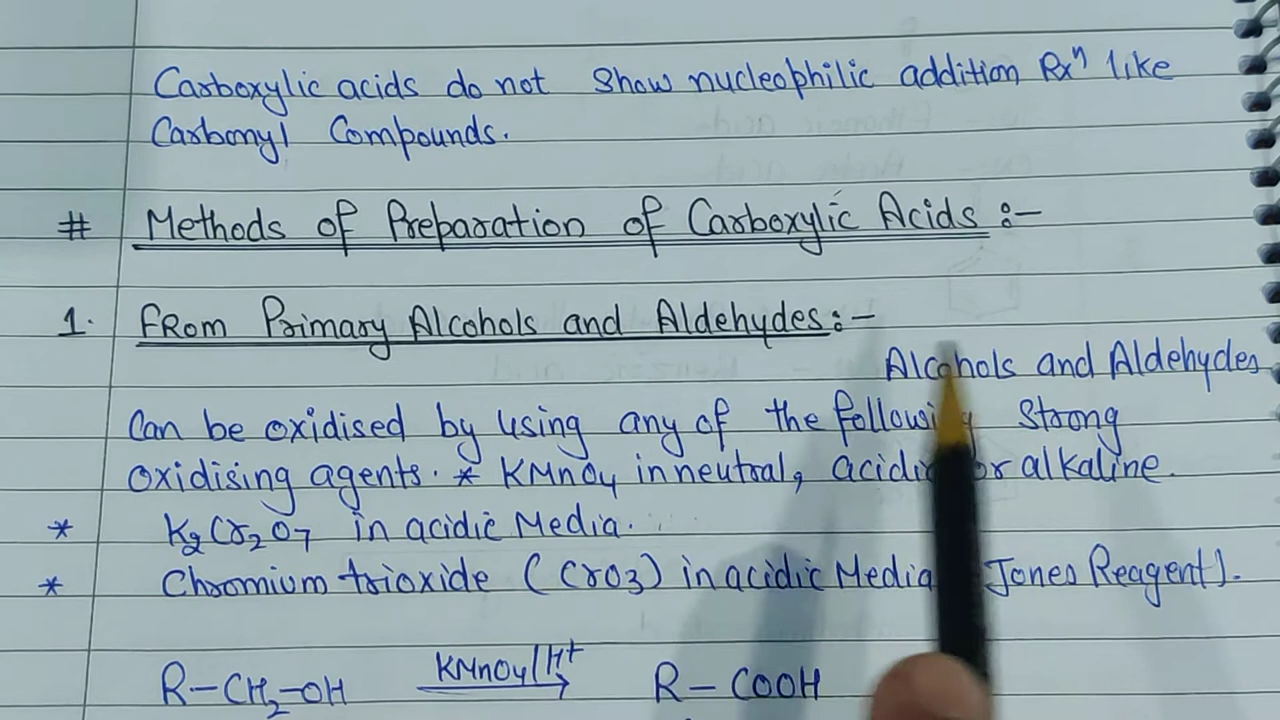 Carboxylic acids do not show nucleophilic addition Rxⁿ like
Carbonyl Compounds.
# Methods of Preparation of Carboxylic Acids :-
1. From Primary Alcohols and Aldehydes :-
Alcohols and Aldehydes
Can be oxidised by using any of the following strong
oxidising agents. * KMnO4 in neutral, acidic or alkaline.
* K2Cr2O7 in acidic Media.
* Chromium trioxide (CrO3) in acidic Media Jones Reagent).
R-CH2-OH KMnO4/H+ R-COOH